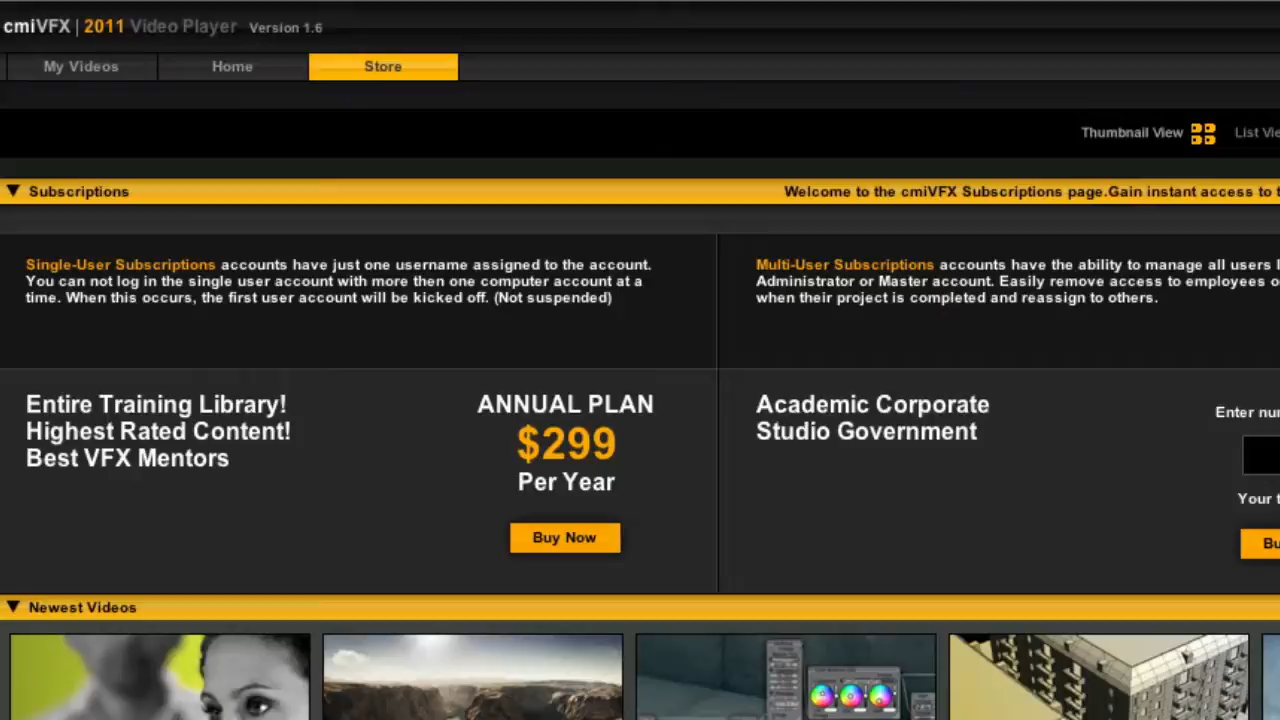 cmiVFX | 2011 Video Player Version 1.6
My Videos
Home
Store
Thumbnail View
List
Subscriptions
Welcome to the cmiVFX Subscriptions page.Gain instant access to
Single-User Subscriptions accounts have just one username assigned to the account.
You can not log in the single user account with more then one computer account at a
time. When this occurs, the first user account will be kicked off. (Not suspended)
Multi-User Subscriptions accounts have the ability to manage all users
Administrator or Master account. Easily remove access to employees
when their project is completed and reassign to others.
Entire Training Library!
Highest Rated Content!
Best VFX Mentors
ANNUAL PLAN
$299
Per Year
Buy Now
Academic Corporate
Studio Government
Enter
Your
Newest Videos